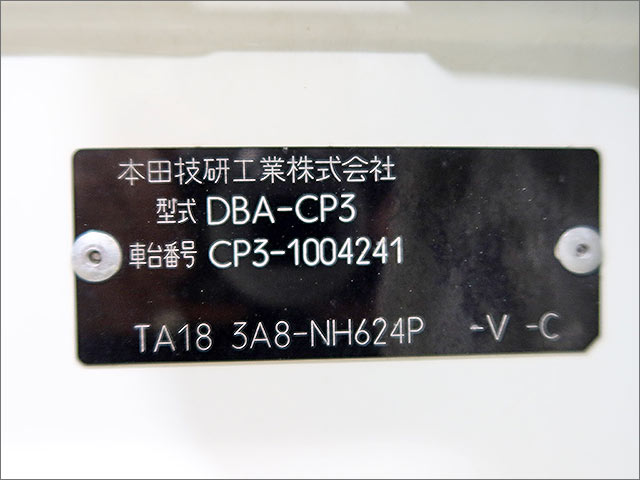 本田技研工業株式会社
型式 DBA-CP3
車台番号 CP3-1004241
TA18 3A8-NH624P -V -C